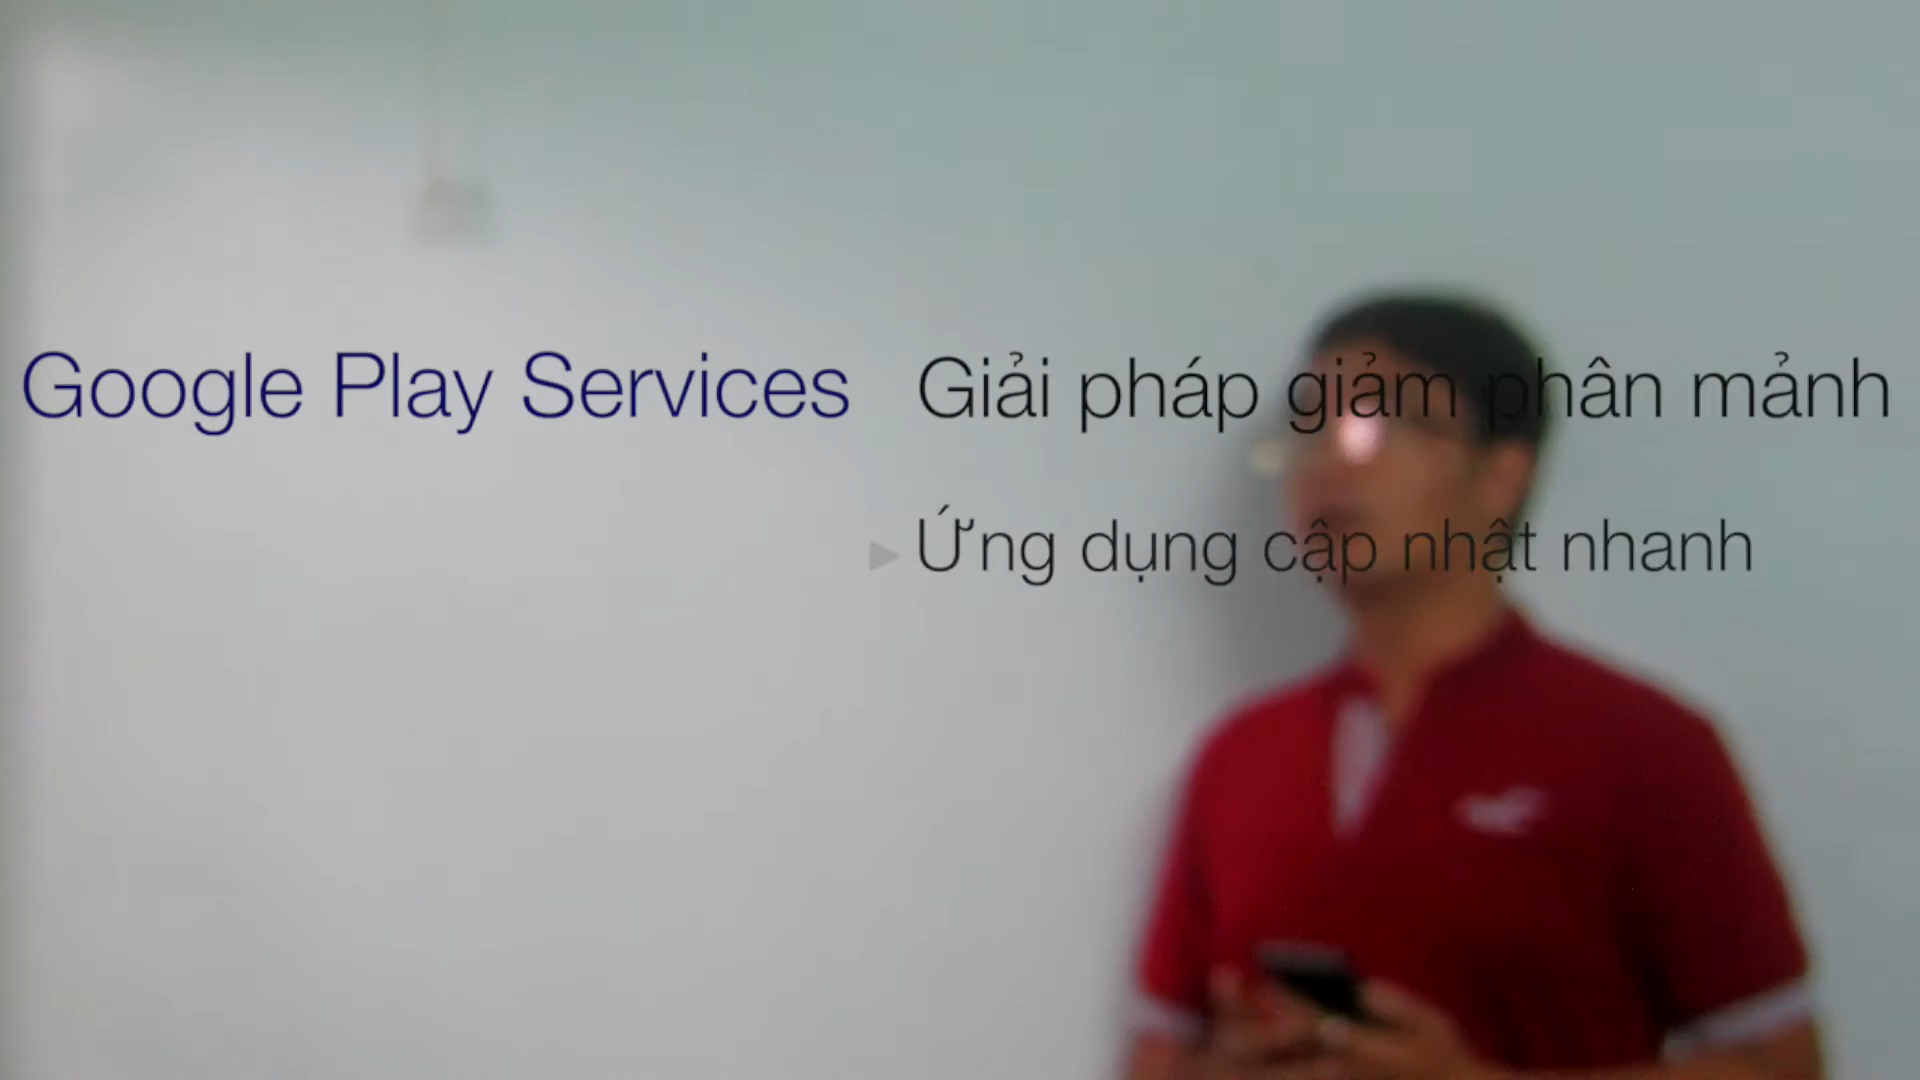 Google Play Services
Giải pháp giảm phân mảnh
Ứng dụng cập nhật nhanh